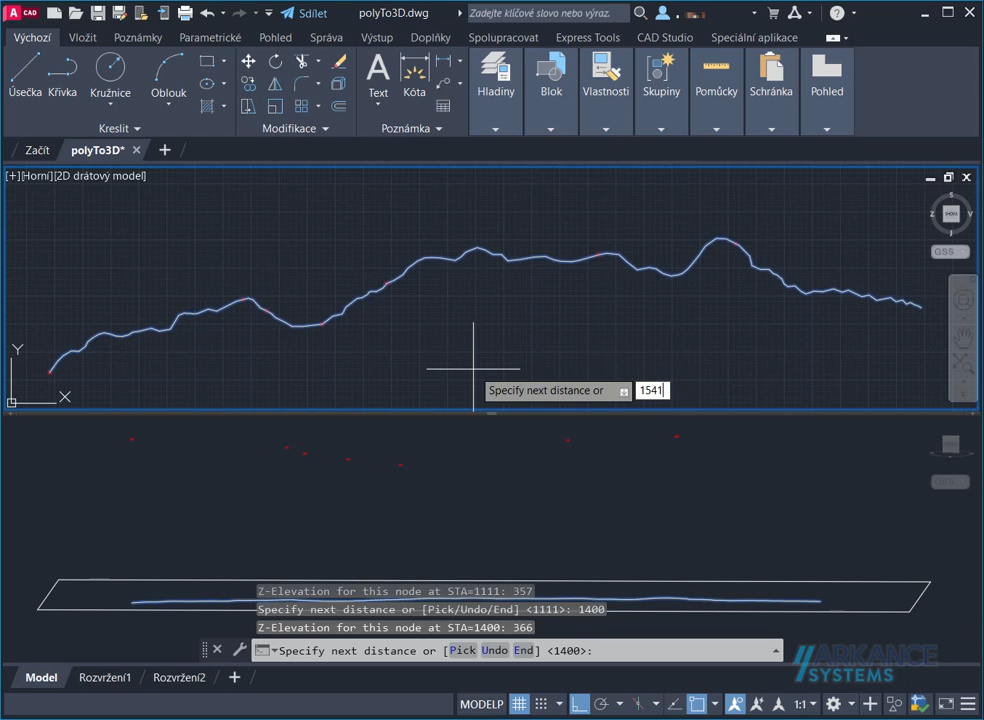 A CAD Sdílet polyTo3D.dwg Zadejte klíčové slovo nebo výraz. ?
Výchozí Vložit Poznámky Parametrické Pohled Správa Výstup Doplňky Spolupracovat Express Tools CAD Studio Speciální aplikace
Úsečka Křivka Kružnice Oblouk A Text Kóta Hladiny Blok Vlastnosti Skupiny Pomůcky Schránka Pohled
Kreslit Modifikace Poznámka
Začít polyTo3D*
[+][Horní][2D drátový model]
S
Z V
J
GSS
Y
X
Specify next distance or 1541
Z-Elevation for this node at STA=1111: 357
Specify next distance or [Pick/Undo/End] <1111>: 1400
Z-Elevation for this node at STA=1400: 366
Specify next distance or [Pick Undo End] <1400>:
ARKANCE
SYSTEMS
Model Rozvržení1 Rozvržení2
MODELP 1:1